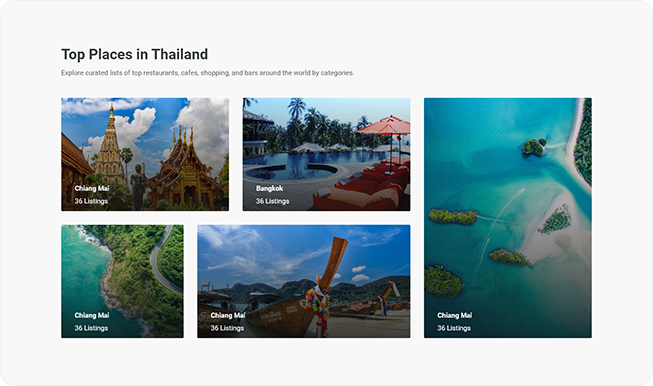 Top Places in Thailand
Explore curated lists of top restaurants, cafes, shopping, and bars around the world by categories.
Chiang Mai
36 Listings
Bangkok
36 Listings
Chiang Mai
36 Listings
Chiang Mai
36 Listings
Chiang Mai
36 Listings